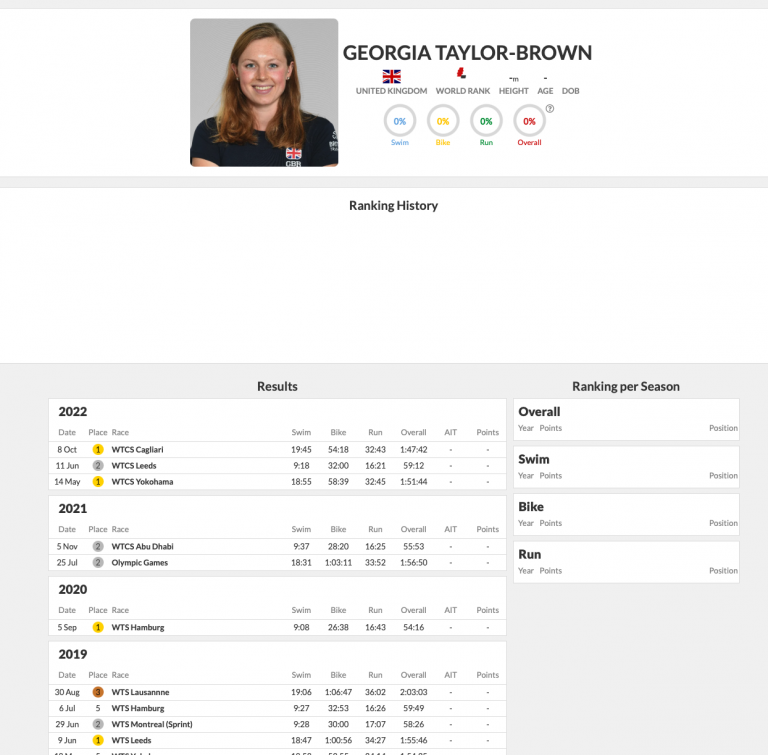 GEORGIA TAYLOR-BROWN
-m -
UNITED KINGDOM WORLD RANK HEIGHT AGE DOB
0% 0% 0% 0% ?
Swim Bike Run Overall
GBR
Ranking History
Results
2022
Date Place Race Swim Bike Run Overall AIT Points
8 Oct 1 WTCS Cagliari 19:45 54:18 32:43 1:47:42 - -
11 Jun 2 WTCS Leeds 9:18 32:00 16:21 59:12 - -
14 May 1 WTCS Yokohama 18:55 58:39 32:45 1:51:44 - -
2021
Date Place Race Swim Bike Run Overall AIT Points
5 Nov 2 WTCS Abu Dhabi 9:37 28:20 16:25 55:53 - -
25 Jul 2 Olympic Games 18:31 1:03:11 33:52 1:56:50 - -
2020
Date Place Race Swim Bike Run Overall AIT Points
5 Sep 1 WTS Hamburg 9:08 26:38 16:43 54:16 - -
2019
Date Place Race Swim Bike Run Overall AIT Points
30 Aug 3 WTS Lausannne 19:06 1:06:47 36:02 2:03:03 - -
6 Jul 5 WTS Hamburg 9:27 32:53 16:26 59:49 - -
29 Jun 2 WTS Montreal (Sprint) 9:28 30:00 17:07 58:26 - -
9 Jun 1 WTS Leeds 18:47 1:00:56 34:27 1:55:46 - -
Ranking per Season
Overall
Year Points Position
Swim
Year Points Position
Bike
Year Points Position
Run
Year Points Position